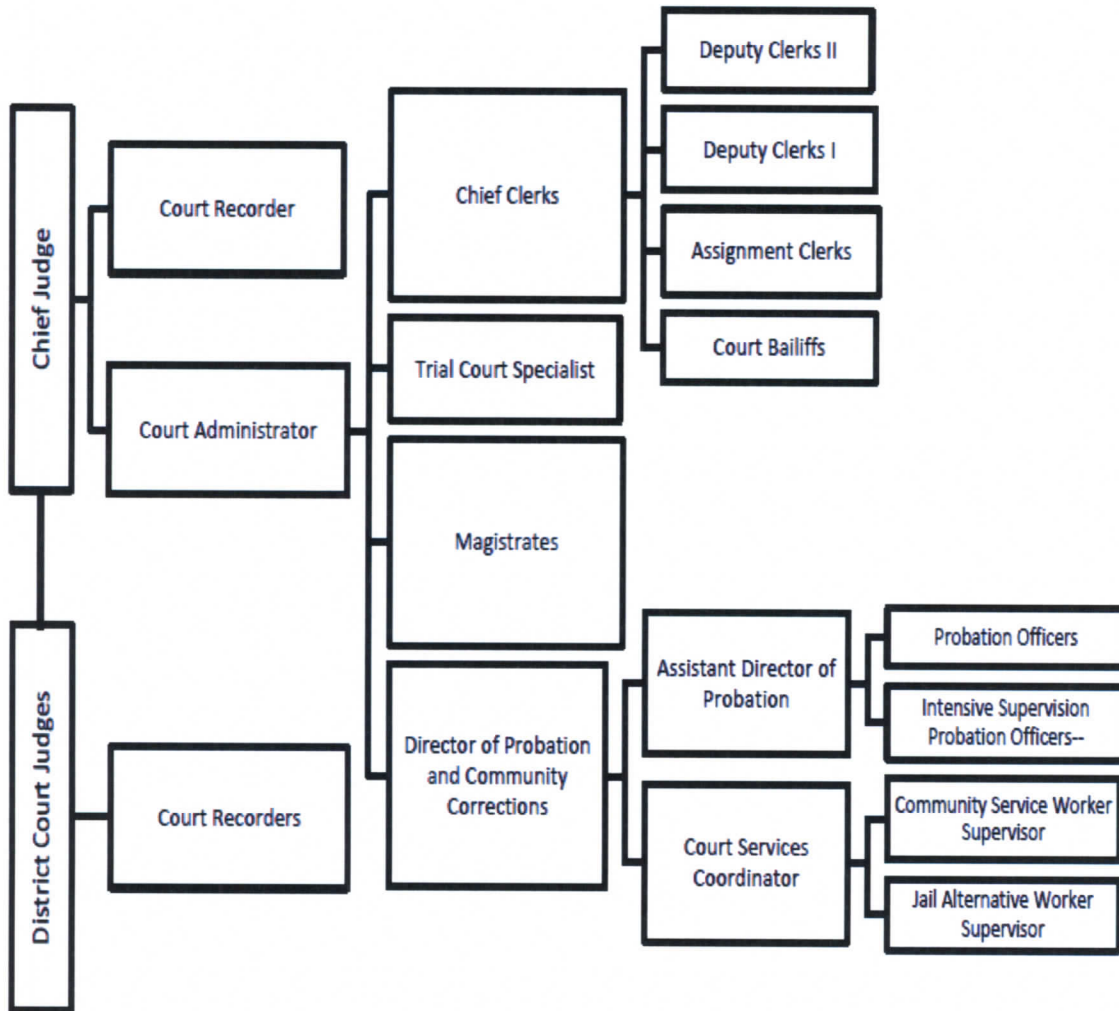 Chief Judge
Court Recorder
Court Administrator
Chief Clerks
Deputy Clerks II
Deputy Clerks I
Assignment Clerks
Court Bailiffs
Trial Court Specialist
Magistrates
Director of Probation
and Community
Corrections
Assistant Director of
Probation
Probation Officers
Intensive Supervision
Probation Officers--
Court Services
Coordinator
Community Service Worker
Supervisor
Jail Alternative Worker
Supervisor
District Court Judges
Court Recorders